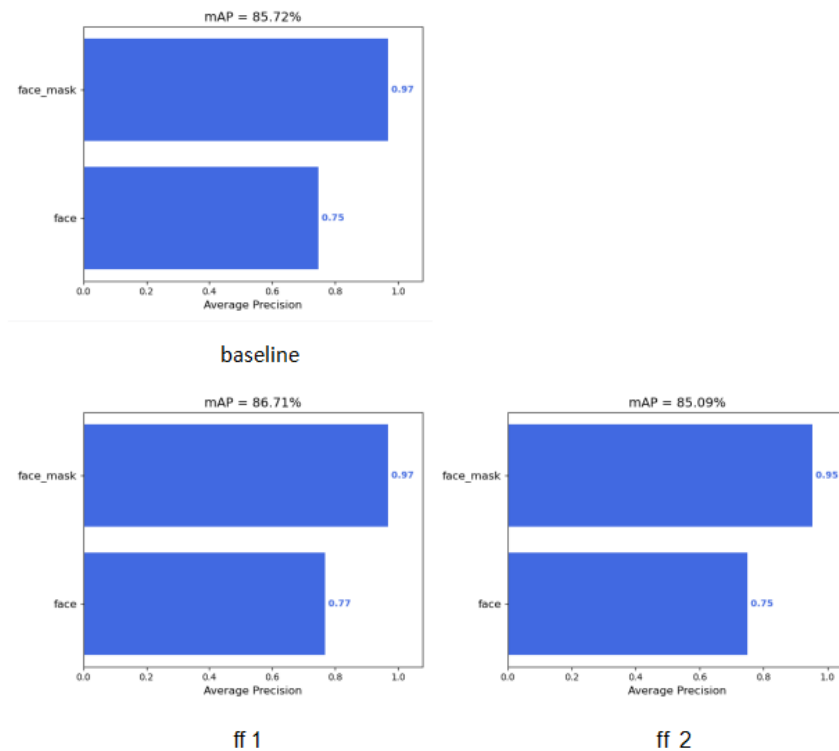 mAP = 85.72%
face_mask
0.97
face
0.75
0.0 0.2 0.4 0.6 0.8 1.0
Average Precision
baseline
mAP = 86.71%
face_mask
0.97
face
0.77
0.0 0.2 0.4 0.6 0.8 1.0
Average Precision
ff 1
mAP = 85.09%
face_mask
0.95
face
0.75
0.0 0.2 0.4 0.6 0.8 1.0
Average Precision
ff 2